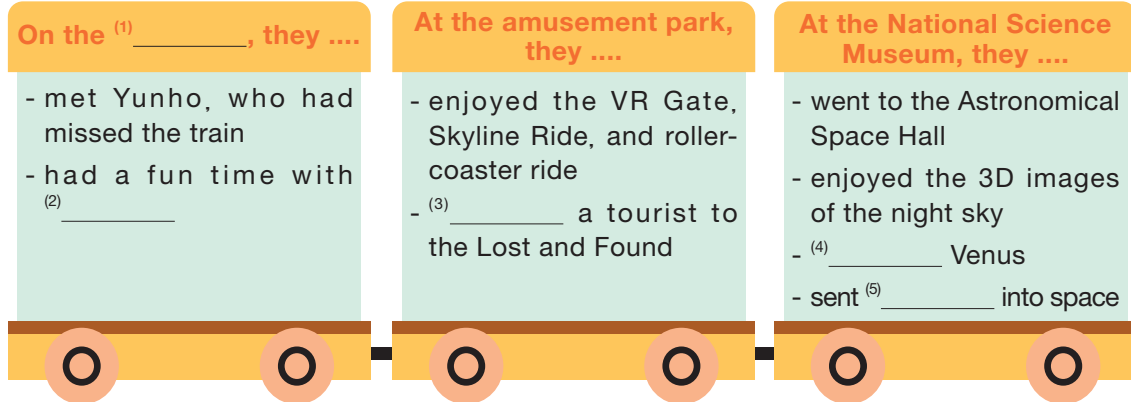 On the (1)________, they ....
- met Yunho, who had
missed the train
- had a fun time with
(2)________
At the amusement park,
they ....
- enjoyed the VR Gate,
Skyline Ride, and roller-
coaster ride
- (3)________ a tourist to
the Lost and Found
At the National Science
Museum, they ....
- went to the Astronomical
Space Hall
- enjoyed the 3D images
of the night sky
- (4)________ Venus
- sent (5)________ into space